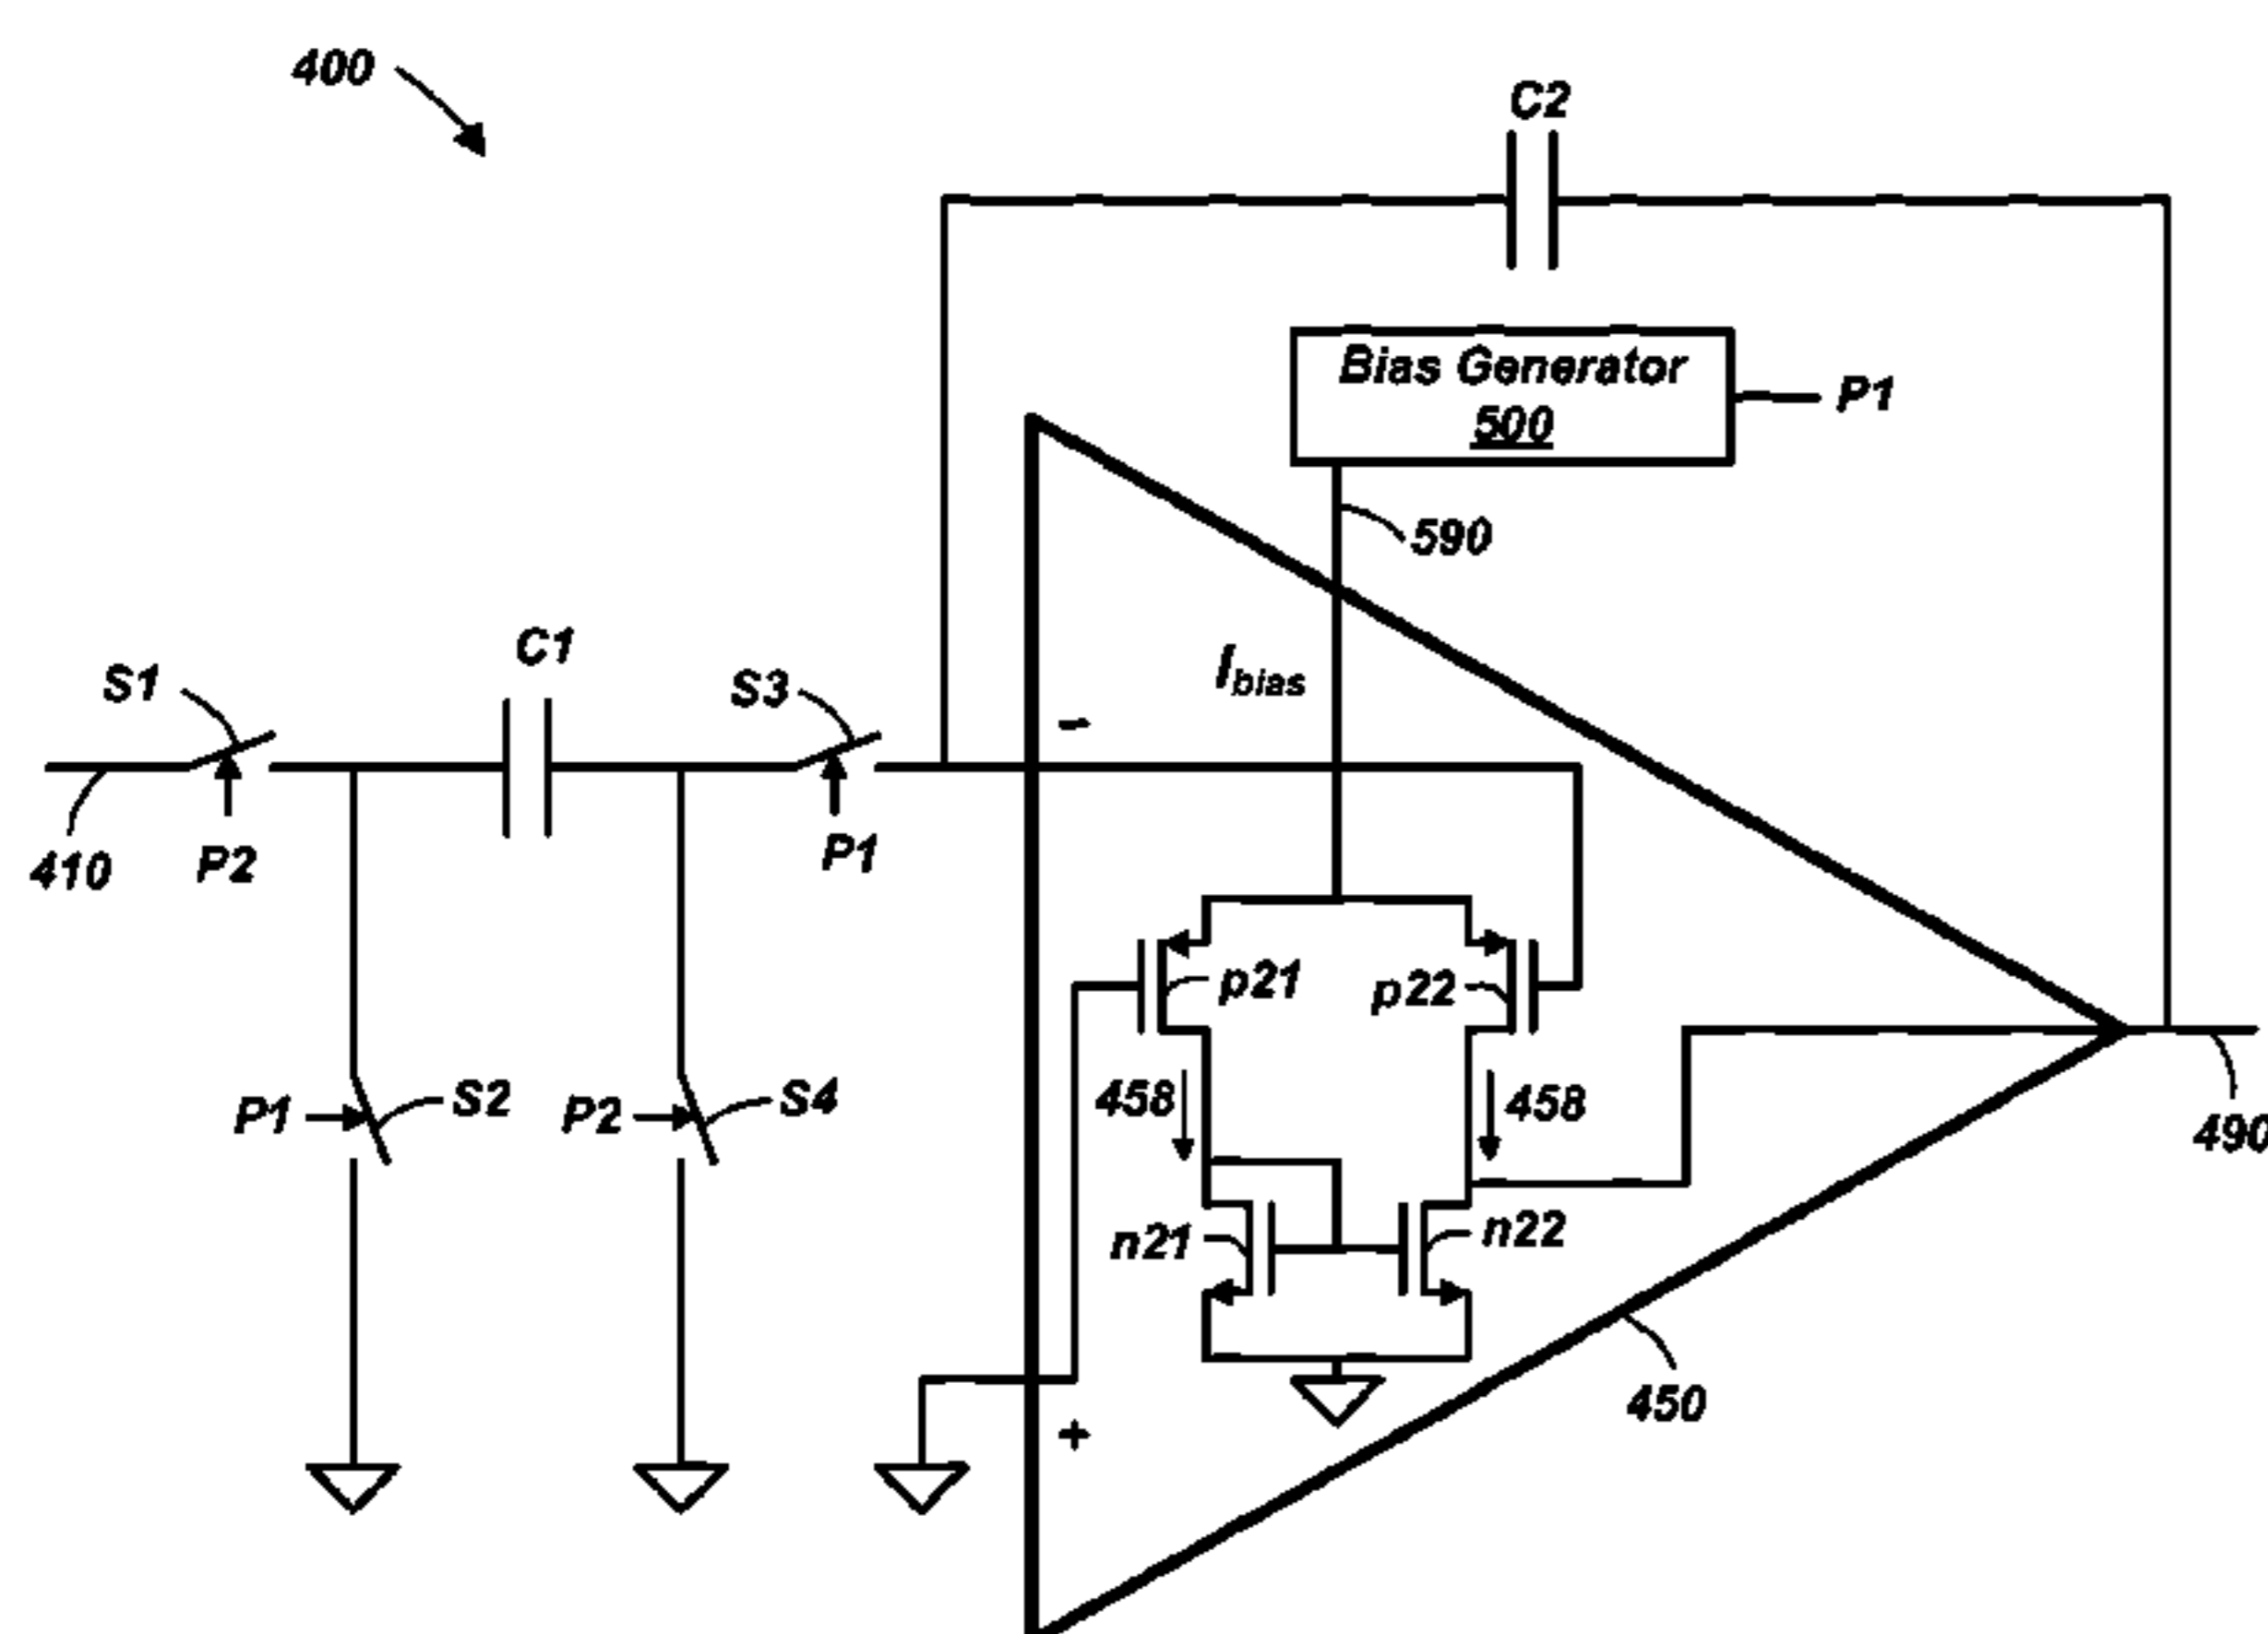 400
C2
Bias Generator
500
P1
590
C1
S1
S3
I_bias
-
410
P2
P1
p21
p22
P1
S2
P2
S4
458
458
490
n21
n22
450
+